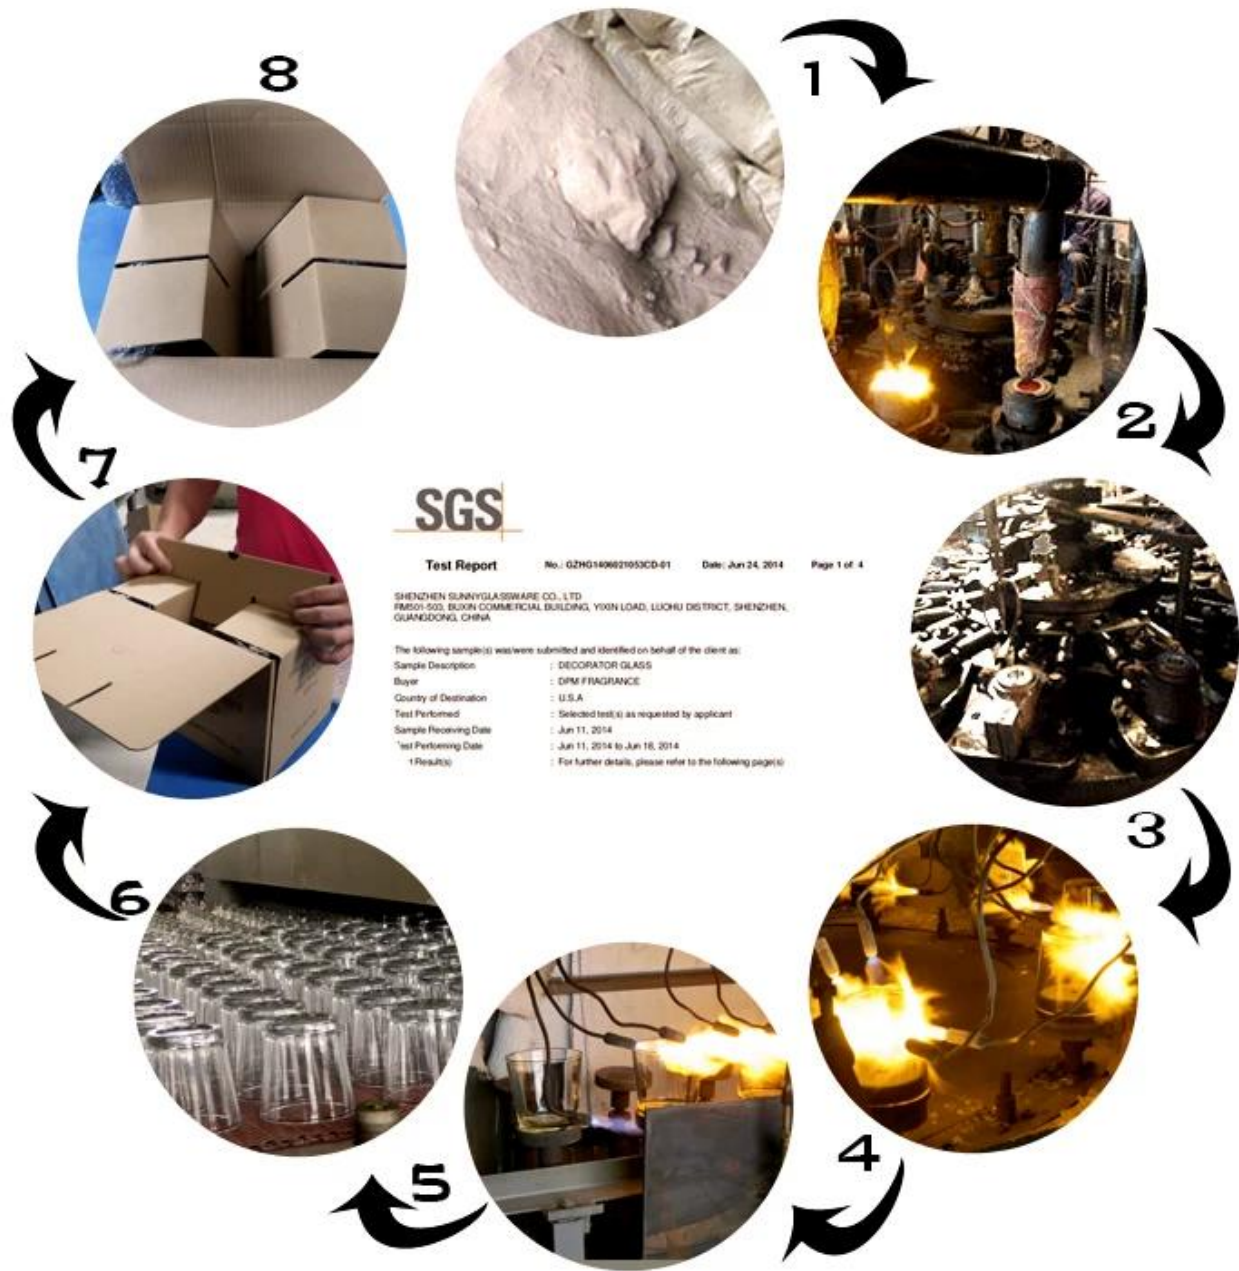 8
1
2
7
SGS
Test Report No.: GZHG1406021053CD-01 Date: Jun 24, 2014 Page 1 of 4
SHENZHEN SUNNYGLASSWARE CO., LTD
RM501-503, BUXIN COMMERCIAL BUILDING, YIXIN LOAD, LUOHU DISTRICT, SHENZHEN,
GUANGDONG, CHINA
The following sample(s) was/were submitted and identified on behalf of the client as:
Sample Description : DECORATOR GLASS
Buyer : DPM FRAGRANCE
Country of Destination : U.S.A
Test Performed : Selected test(s) as requested by applicant
Sample Receiving Date : Jun 11, 2014
Test Performing Date : Jun 11, 2014 to Jun 18, 2014
Result(s) : For further details, please refer to the following page(s)
3
6
4
5